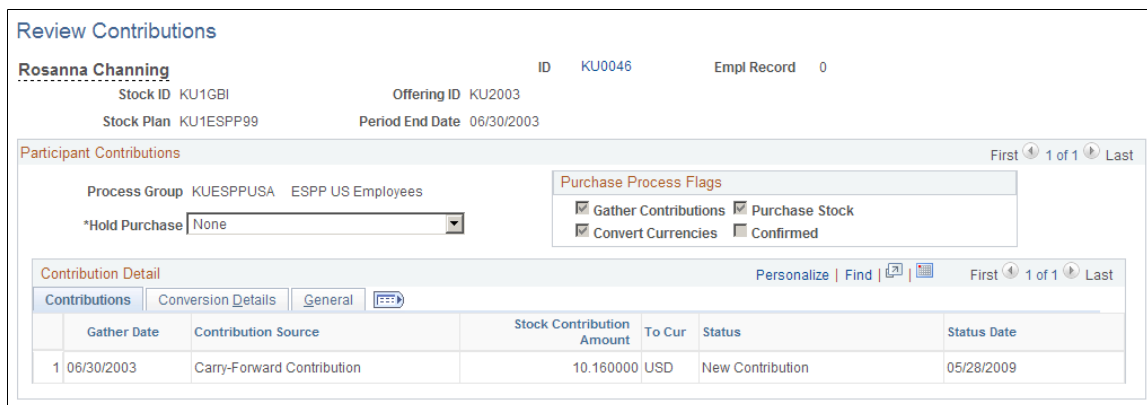 Review Contributions
Rosanna Channing ID KU0046 Empl Record 0
Stock ID KU1GBI Offering ID KU2003
Stock Plan KU1ESPP99 Period End Date 06/30/2003
Participant Contributions First 1 of 1 Last
Process Group KUESPPUSA ESPP US Employees
*Hold Purchase None
Purchase Process Flags
Gather Contributions Purchase Stock
Convert Currencies Confirmed
Contribution Detail Personalize | Find | | First 1 of 1 Last
Contributions Conversion Details General
Gather Date Contribution Source Stock Contribution Amount To Cur Status Status Date
1 06/30/2003 Carry-Forward Contribution 10.160000 USD New Contribution 05/28/2009